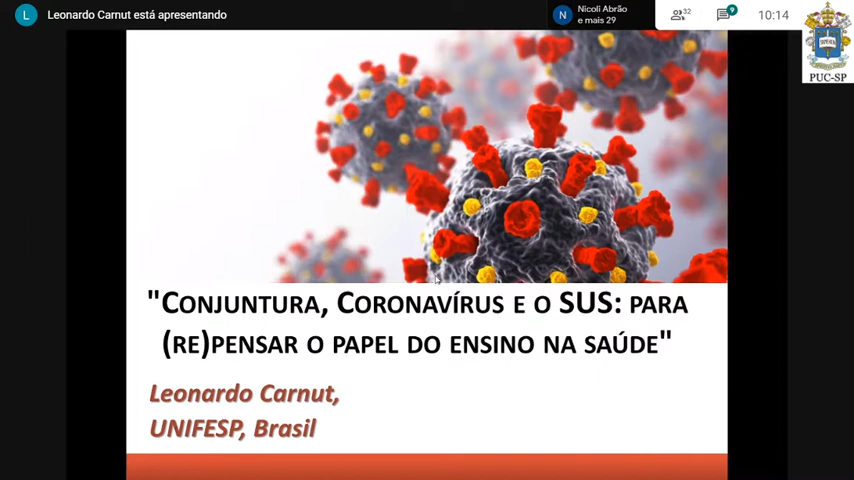 L Leonardo Carnut está apresentando
N Nicoli Abrão
e mais 29
32
9
10:14
PUC-SP
"Conjuntura, Coronavírus e o SUS: para
(re)pensar o papel do ensino na saúde"
Leonardo Carnut,
UNIFESP, Brasil